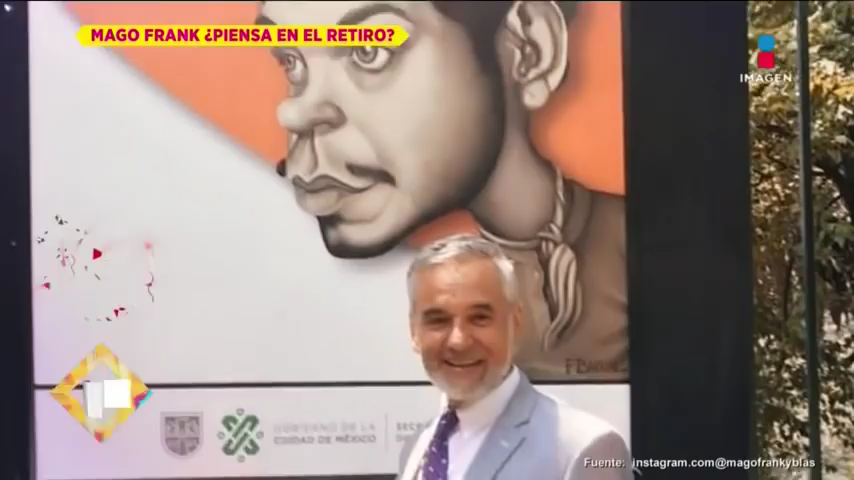 MAGO FRANK ¿PIENSA EN EL RETIRO?
IMAGEN
GOBIERNO DE LA
CIUDAD DE MÉXICO
Fuente: instagram.com@magofrankyblas